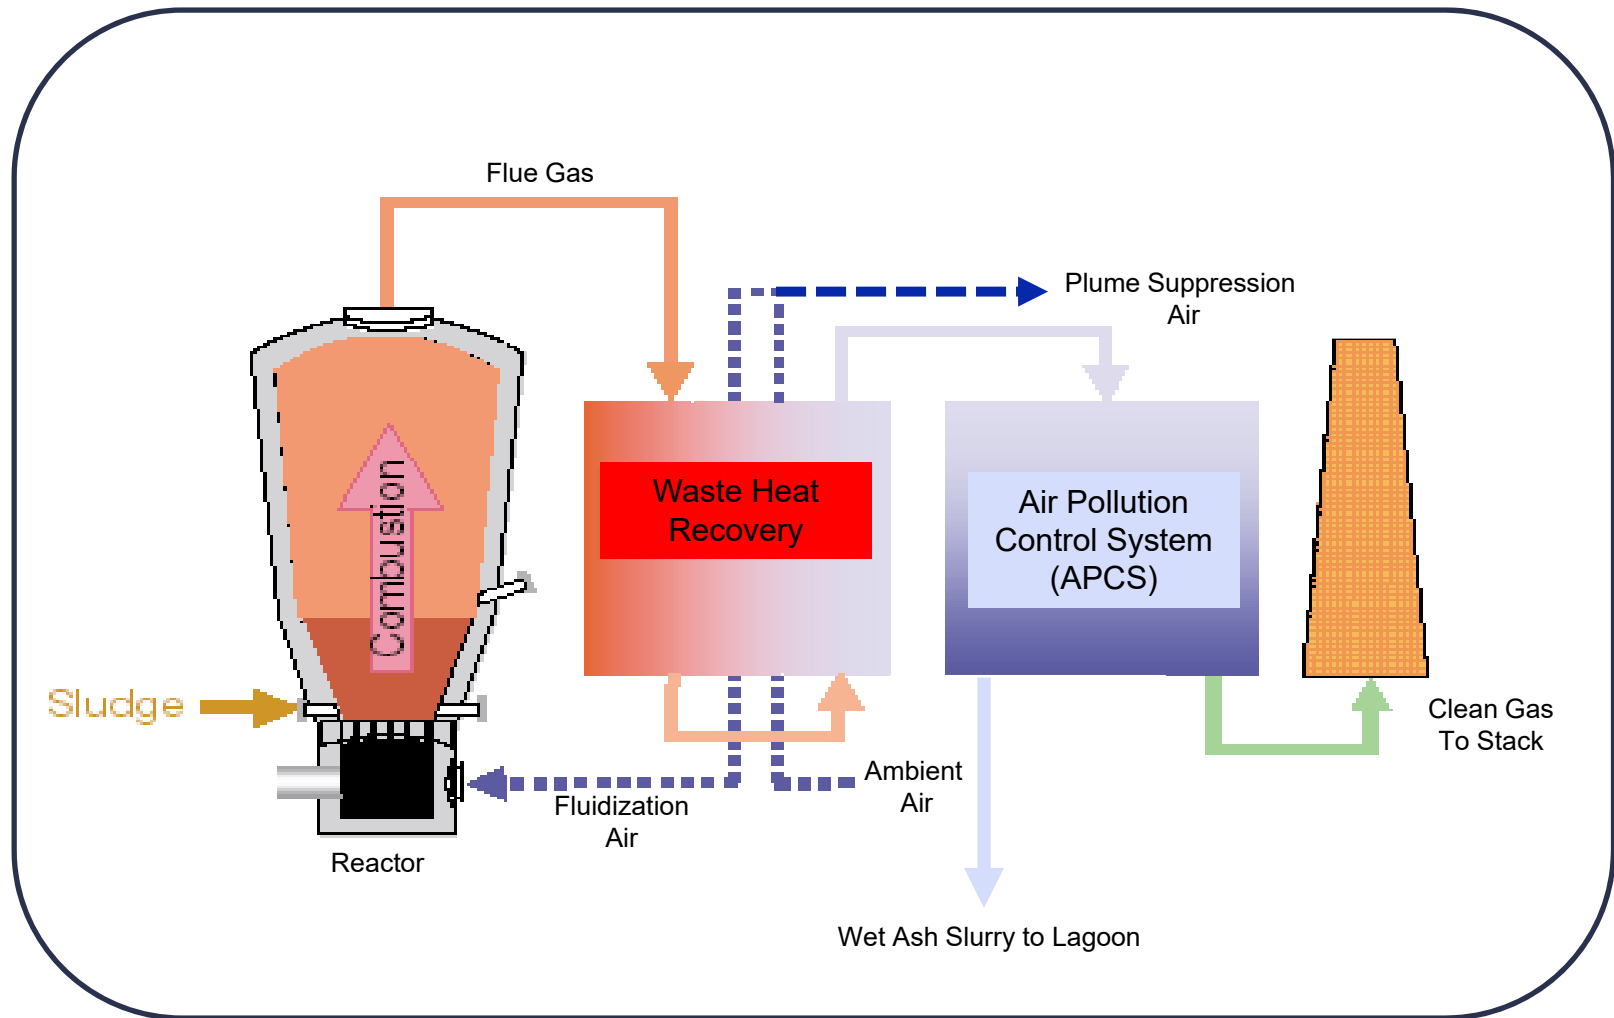 Flue Gas
Plume Suppression
Air
Combustion
Waste Heat
Recovery
Air Pollution
Control System
(APCS)
Sludge
Clean Gas
To Stack
Ambient
Air
Fluidization
Air
Reactor
Wet Ash Slurry to Lagoon